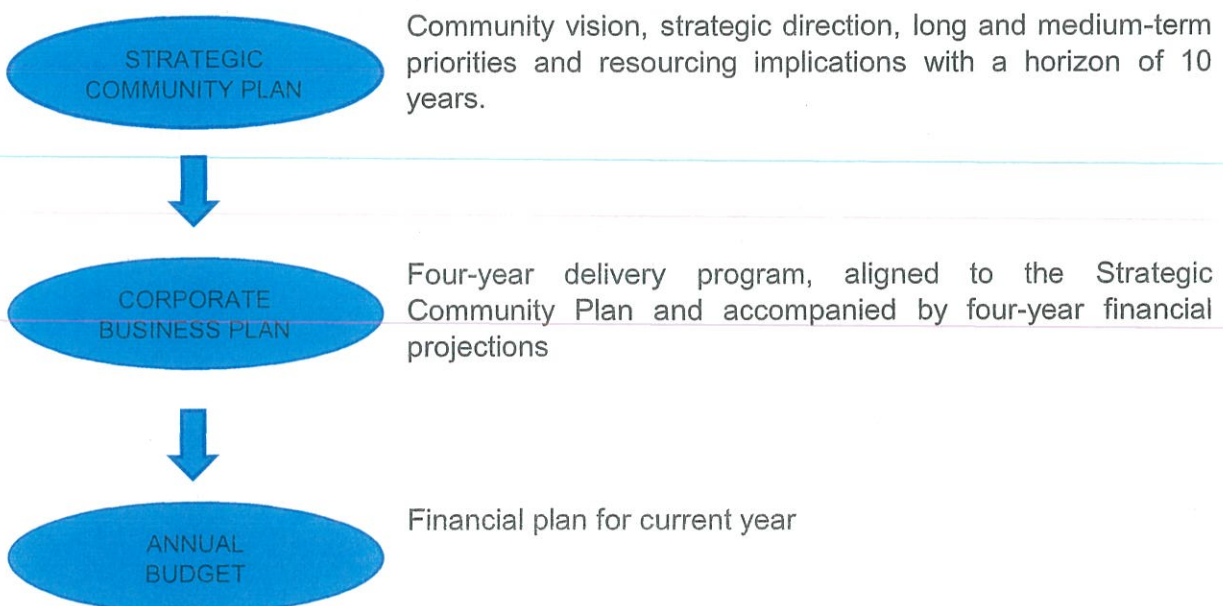 STRATEGIC
COMMUNITY PLAN
Community vision, strategic direction, long and medium-term
priorities and resourcing implications with a horizon of 10
years.
CORPORATE
BUSINESS PLAN
Four-year delivery program, aligned to the Strategic
Community Plan and accompanied by four-year financial
projections
ANNUAL
BUDGET
Financial plan for current year